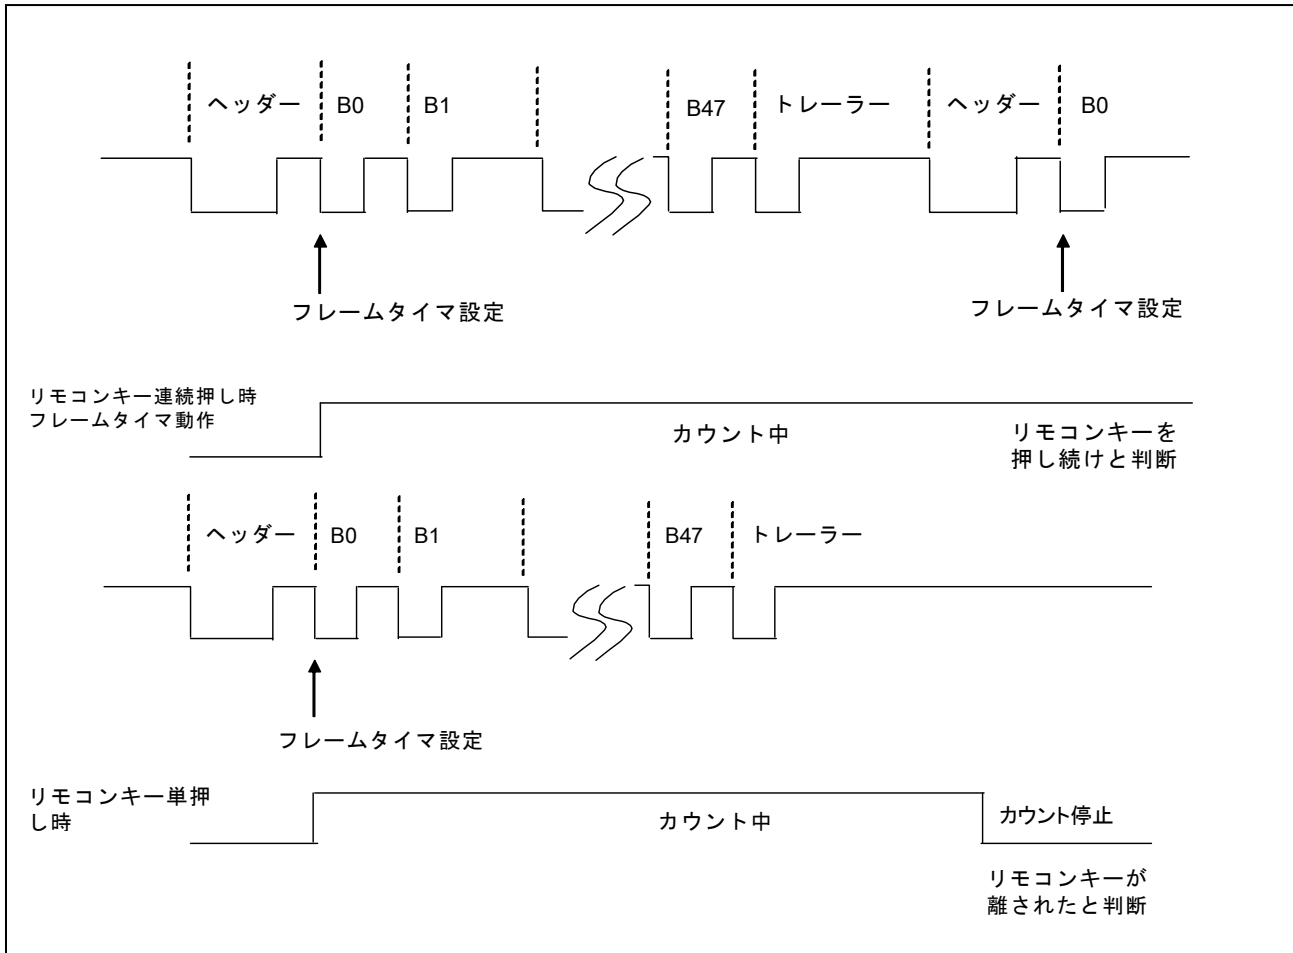 ヘッダー B0 B1 B47 トレーラー ヘッダー B0
フレームタイマ設定 フレームタイマ設定
リモコンキー連続押し時
フレームタイマ動作
カウント中
リモコンキーを
押し続けと判断
ヘッダー B0 B1 B47 トレーラー
フレームタイマ設定
リモコンキー単押
し時
カウント中
カウント停止
リモコンキーが
離されたと判断